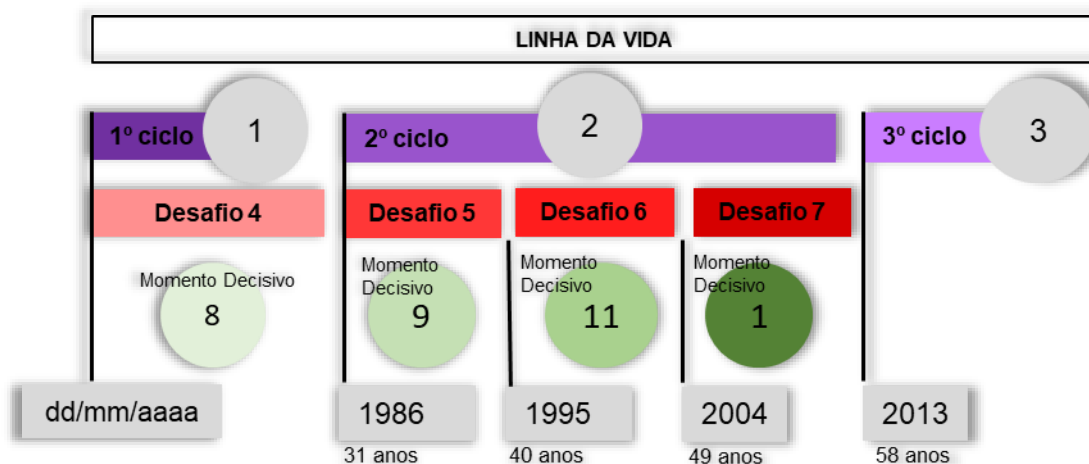 LINHA DA VIDA
1º ciclo
1
2º ciclo
2
3º ciclo
3
Desafio 4
Desafio 5
Desafio 6
Desafio 7
Momento Decisivo
8
Momento
Decisivo
9
Momento
Decisivo
11
Momento
Decisivo
1
dd/mm/aaaa
1986
31 anos
1995
40 anos
2004
49 anos
2013
58 anos